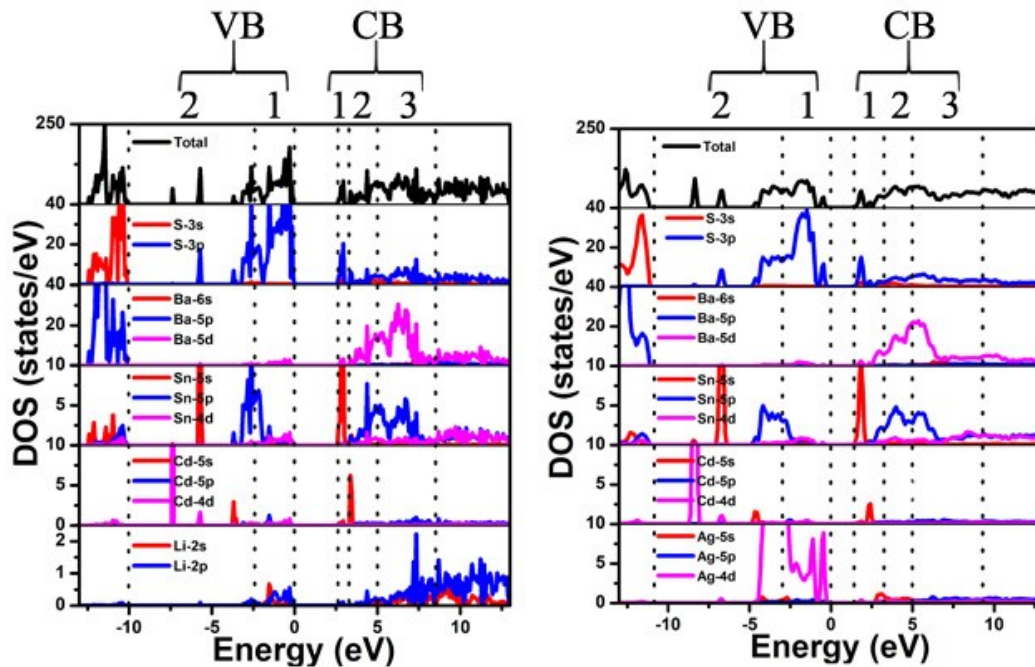 VB
CB
2
1
1
2
3
DOS (states/eV)
250
Total
40
S-3s
20
S-3p
40
Ba-6s
Ba-5p
20
Ba-5d
10
Sn-5s
Sn-5p
5
Sn-4d
10
Cd-5s
Cd-5p
5
Cd-4d
0
2
Li-2s
Li-2p
1
0
-10 -5 0 5 10
Energy (eV)
VB
CB
2
1
1
2
3
DOS (states/eV)
250
Total
40
S-3s
20
S-3p
40
Ba-6s
Ba-5p
20
Ba-5d
10
Sn-5s
Sn-5p
5
Sn-4d
10
Cd-5s
Cd-5p
5
Cd-4d
10
Ag-5s
Ag-5p
5
Ag-4d
0
-10 -5 0 5 10
Energy (eV)